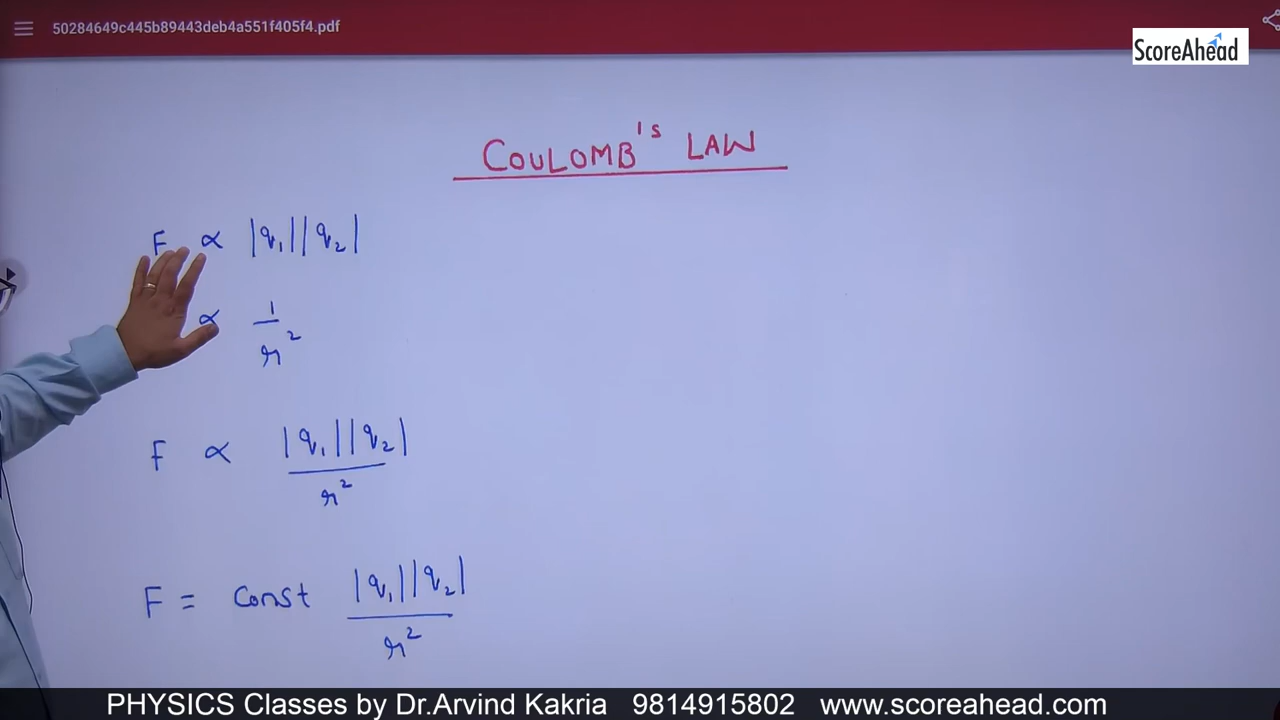 50284649c445b89443deb4a551f405f4.pdf
ScoreAhead
COULOMB'S LAW
F ∝ |q₁||q₂|
∝ 1/r²
F ∝ |q₁||q₂|/r²
F = Const |q₁||q₂|/r²
PHYSICS Classes by Dr.Arvind Kakria 9814915802 www.scoreahead.com